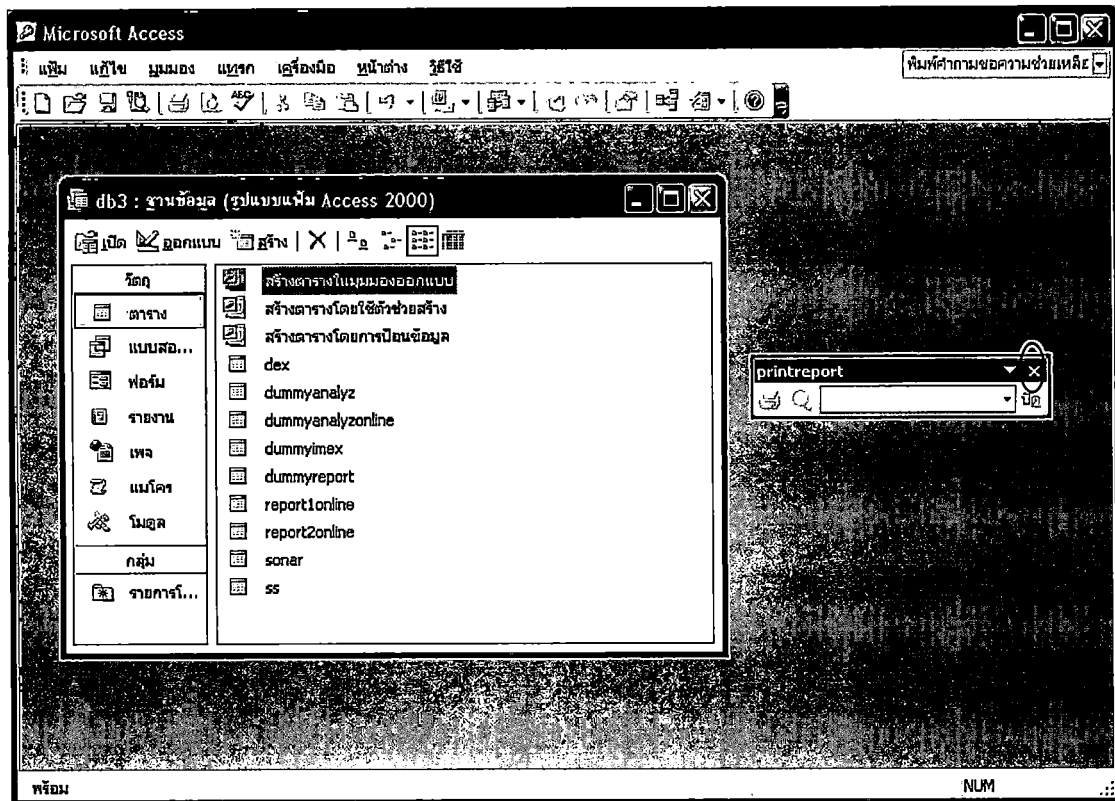 Microsoft Access
แฟ้ม แก้ไข มุมมอง แทรก เครื่องมือ หน้าต่าง วิธีใช้ พิมพ์คำถามขอความช่วยเหลือ
db3 : ฐานข้อมูล (รูปแบบแฟ้ม Access 2000)
เปิด ออกแบบ สร้าง
วัตถุ
ตาราง
แบบสอ...
ฟอร์ม
รายงาน
เพจ
แมโคร
โมดูล
กลุ่ม
รายการโ...
สร้างตารางในมุมมองออกแบบ
สร้างตารางโดยใช้ตัวช่วยสร้าง
สร้างตารางโดยการป้อนข้อมูล
dex
dummyanalyz
dummyanalyzonline
dummyimex
dummyreport
report1online
report2online
sonar
ss
printreport
ปิด
พร้อม NUM